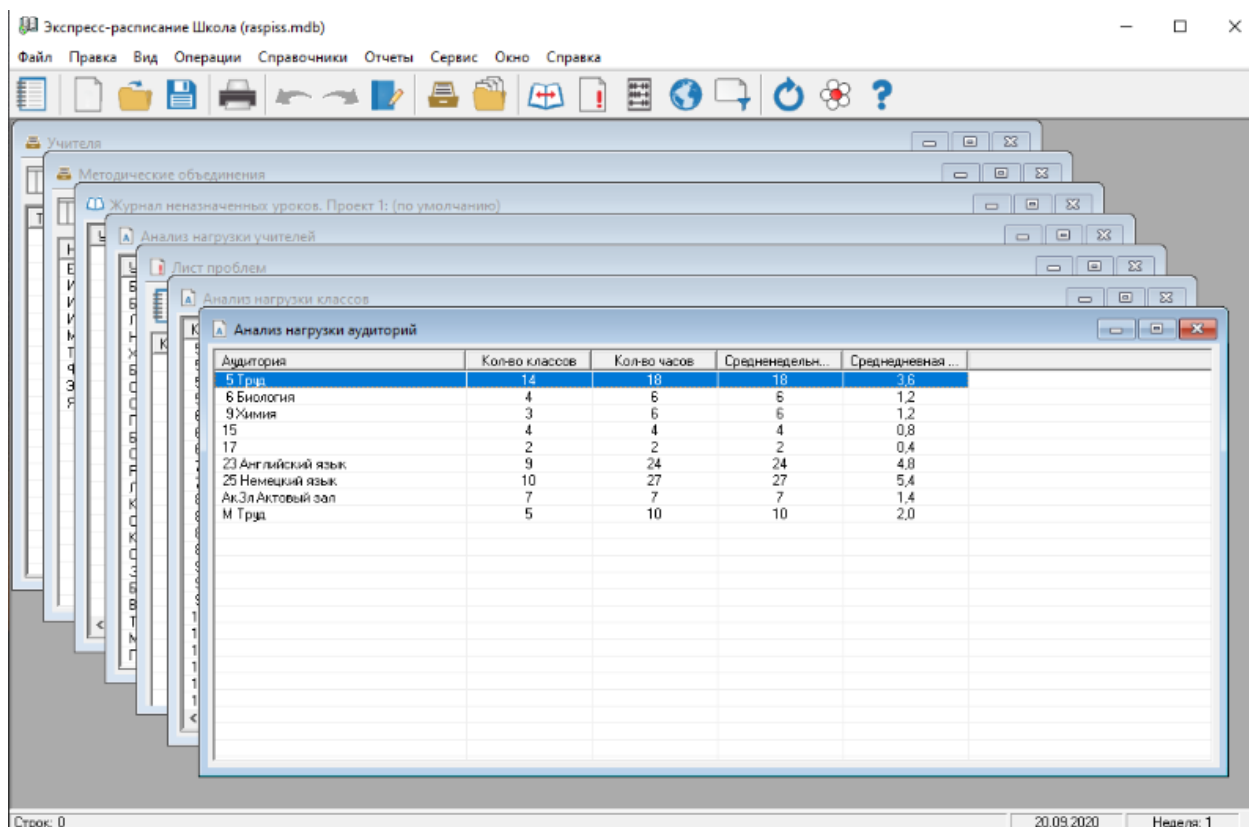 Экспресс-расписание Школа (raspiss.mdb)
Файл Правка Вид Операции Справочники Отчеты Сервис Окно Справка
Учителя
Методические объединения
Журнал неназначенных уроков. Проект 1: (по умолчанию)
Анализ нагрузки учителей
Лист проблем
Анализ нагрузки классов
Анализ нагрузки аудиторий
Аудитория Кол-во классов Кол-во часов Средненедельн... Среднедневная ...
5 Труд 14 18 18 3,6
6 Биология 4 6 6 1,2
9 Химия 3 6 6 1,2
15 4 4 4 0,8
17 2 2 2 0,4
23 Английский язык 9 24 24 4,8
25 Немецкий язык 10 27 27 5,4
Ак.Зл Актовый зал 7 7 7 1,4
М Труд 5 10 10 2,0
Строк: 0 20.09.2020 Неделя: 1